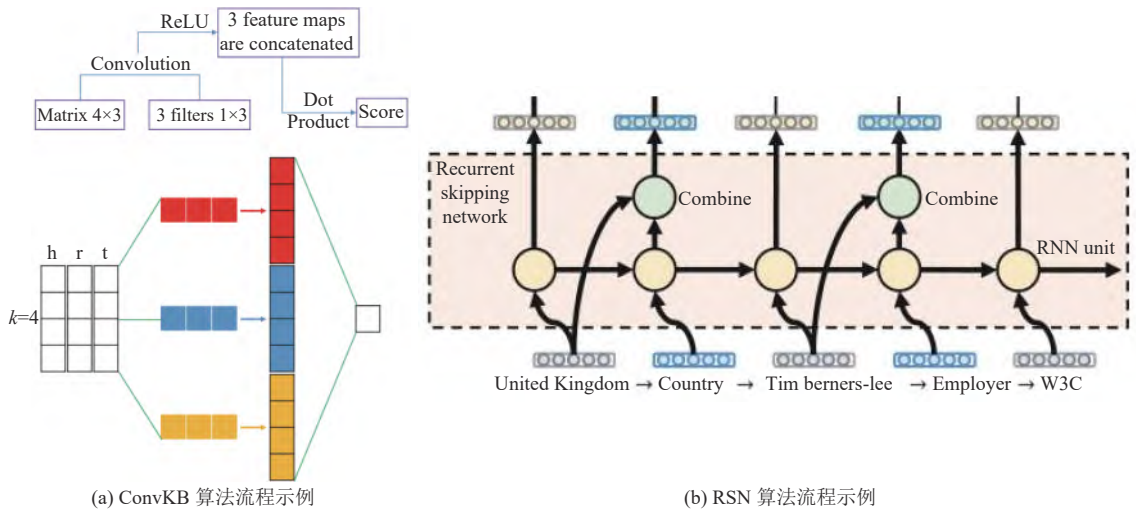 ReLU
3 feature maps
are concatenated
Convolution
Matrix 4×3
3 filters 1×3
Dot
Product
Score
h r t
k=4
(a) ConvKB 算法流程示例
Recurrent
skipping
network
Combine
Combine
RNN unit
United Kingdom → Country → Tim berners-lee → Employer → W3C
(b) RSN 算法流程示例